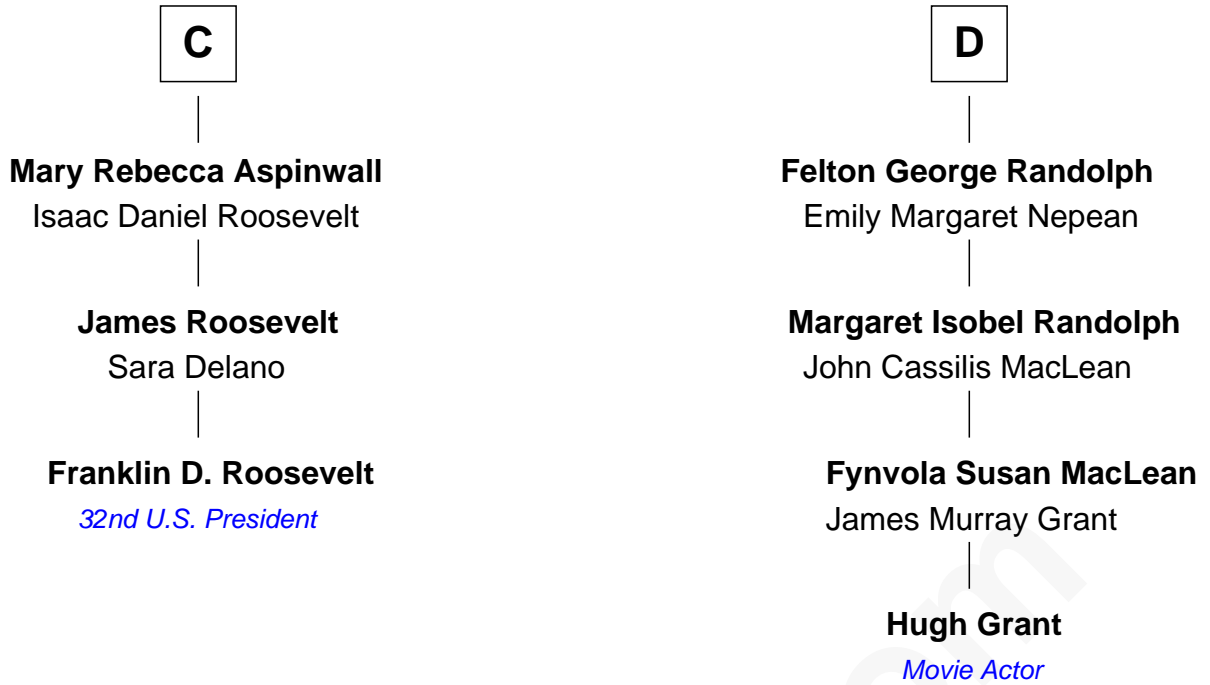 C
Mary Rebecca Aspinwall
Isaac Daniel Roosevelt
James Roosevelt
Sara Delano
Franklin D. Roosevelt
32nd U.S. President
D
Felton George Randolph
Emily Margaret Nepean
Margaret Isobel Randolph
John Cassilis MacLean
Fynvola Susan MacLean
James Murray Grant
Hugh Grant
Movie Actor